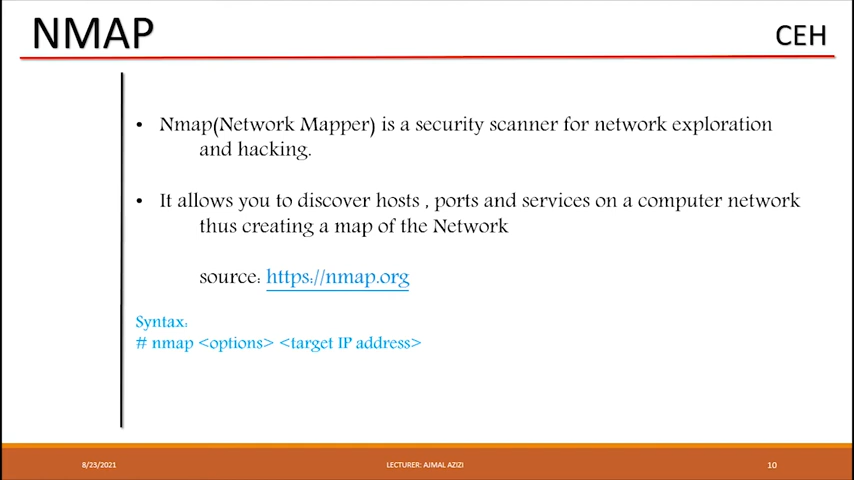 NMAP
CEH
• Nmap(Network Mapper) is a security scanner for network exploration
and hacking.
• It allows you to discover hosts , ports and services on a computer network
thus creating a map of the Network
source: https://nmap.org
Syntax:
# nmap <options> <target IP address>
8/23/2021
LECTURER: AJMAL AZIZI
10